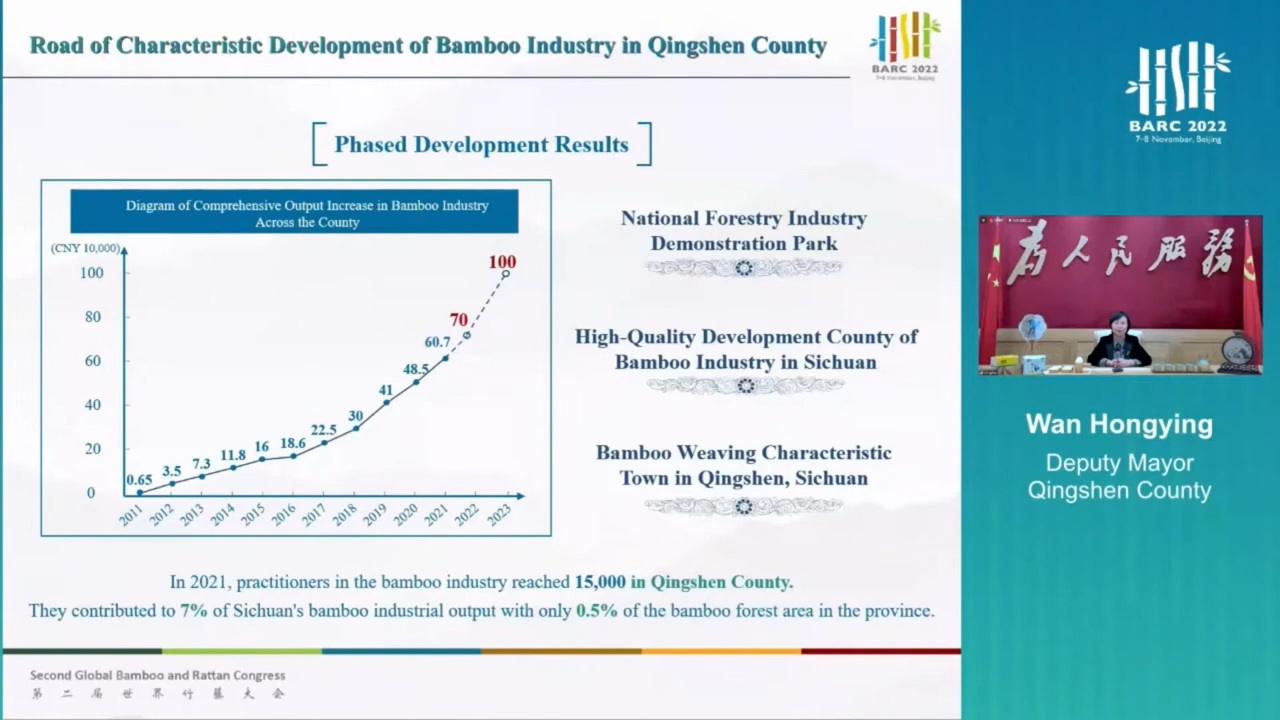 Road of Characteristic Development of Bamboo Industry in Qingshen County
BARC 2022
7-8 November, Beijing
Phased Development Results
Diagram of Comprehensive Output Increase in Bamboo Industry
Across the County
(CNY 10,000)
100
80
60
40
20
0
0.65
3.5
7.3
11.8
16
18.6
22.5
30
41
48.5
60.7
70
100
2011
2012
2013
2014
2015
2016
2017
2018
2019
2020
2021
2022
2023
National Forestry Industry
Demonstration Park
High-Quality Development County of
Bamboo Industry in Sichuan
Bamboo Weaving Characteristic
Town in Qingshen, Sichuan
In 2021, practitioners in the bamboo industry reached 15,000 in Qingshen County.
They contributed to 7% of Sichuan's bamboo industrial output with only 0.5% of the bamboo forest area in the province.
Second Global Bamboo and Rattan Congress
第二届世界竹藤大会
BARC 2022
7-8 November, Beijing
为人民服務
Wan Hongying
Deputy Mayor
Qingshen County